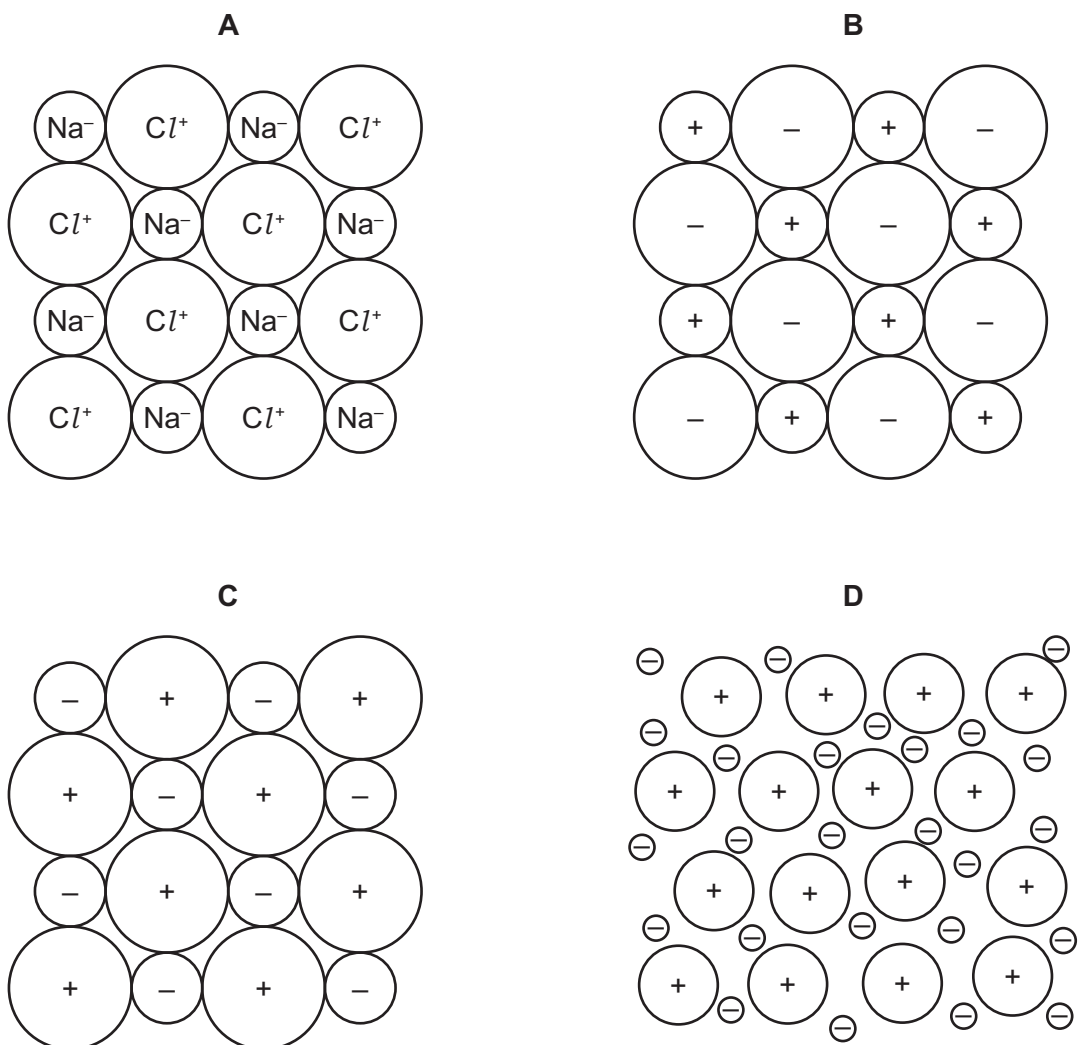 A B
Na⁻ Cl⁺ Na⁻ Cl⁺ + – + –
Cl⁺ Na⁻ Cl⁺ Na⁻ – + – +
Na⁻ Cl⁺ Na⁻ Cl⁺ + – + –
Cl⁺ Na⁻ Cl⁺ Na⁻ – + – +
C D
– –
– + – + – + + + +
– – – –
– – – –
+ – + – + + + +
– – – – –
– + – + – + + + +
– – – –
+ – + – + + + +
– – – –